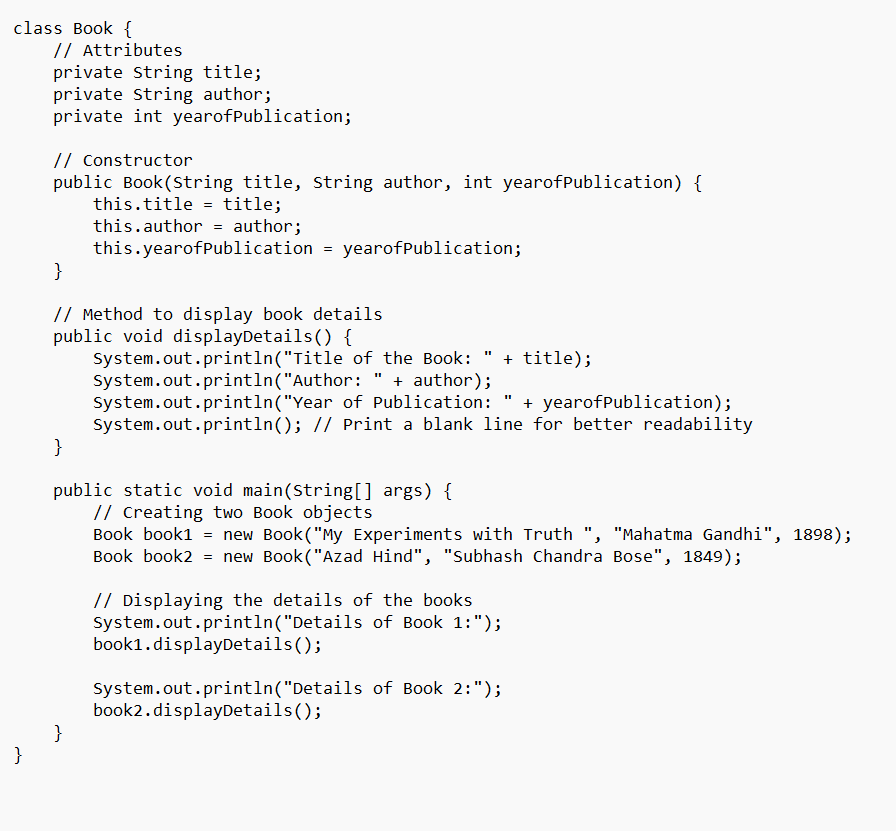 class Book {
    // Attributes
    private String title;
    private String author;
    private int yearofPublication;

    // Constructor
    public Book(String title, String author, int yearofPublication) {
        this.title = title;
        this.author = author;
        this.yearofPublication = yearofPublication;
    }

    // Method to display book details
    public void displayDetails() {
        System.out.println("Title of the Book: " + title);
        System.out.println("Author: " + author);
        System.out.println("Year of Publication: " + yearofPublication);
        System.out.println(); // Print a blank line for better readability
    }

    public static void main(String[] args) {
        // Creating two Book objects
        Book book1 = new Book("My Experiments with Truth ", "Mahatma Gandhi", 1898);
        Book book2 = new Book("Azad Hind", "Subhash Chandra Bose", 1849);

        // Displaying the details of the books
        System.out.println("Details of Book 1:");
        book1.displayDetails();

        System.out.println("Details of Book 2:");
        book2.displayDetails();
    }
}